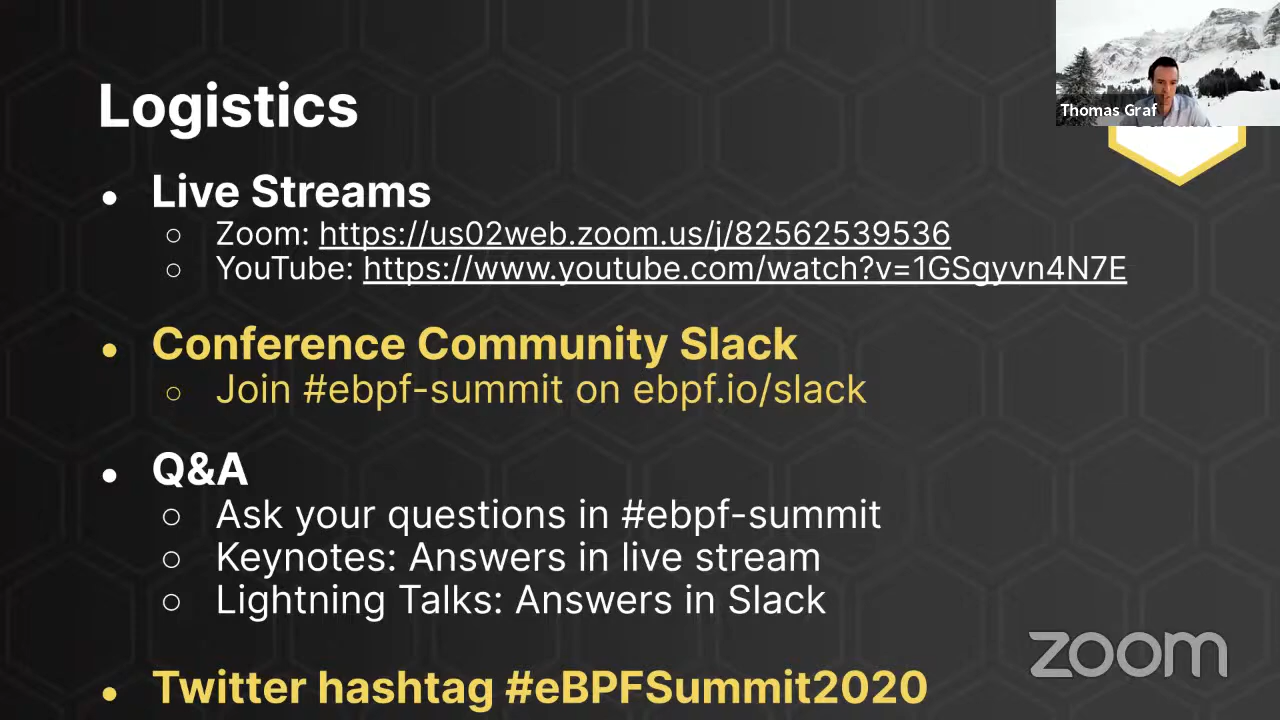 Logistics
Thomas Graf
● Live Streams
○ Zoom: https://us02web.zoom.us/j/82562539536
○ YouTube: https://www.youtube.com/watch?v=1GSgyvn4N7E
● Conference Community Slack
○ Join #ebpf-summit on ebpf.io/slack
● Q&A
○ Ask your questions in #ebpf-summit
○ Keynotes: Answers in live stream
○ Lightning Talks: Answers in Slack
zoom
● Twitter hashtag #eBPFSummit2020